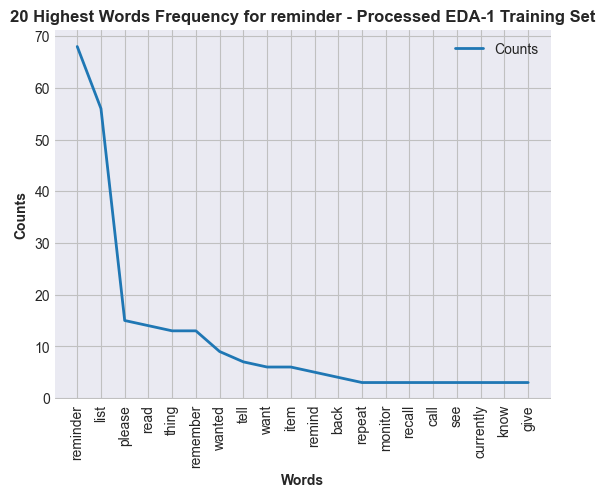 20 Highest Words Frequency for reminder - Processed EDA-1 Training Set
Counts
70
60
50
40
30
20
10
0
Counts
reminder
list
please
read
thing
remember
wanted
tell
want
item
remind
back
repeat
monitor
recall
call
see
currently
know
give
Words